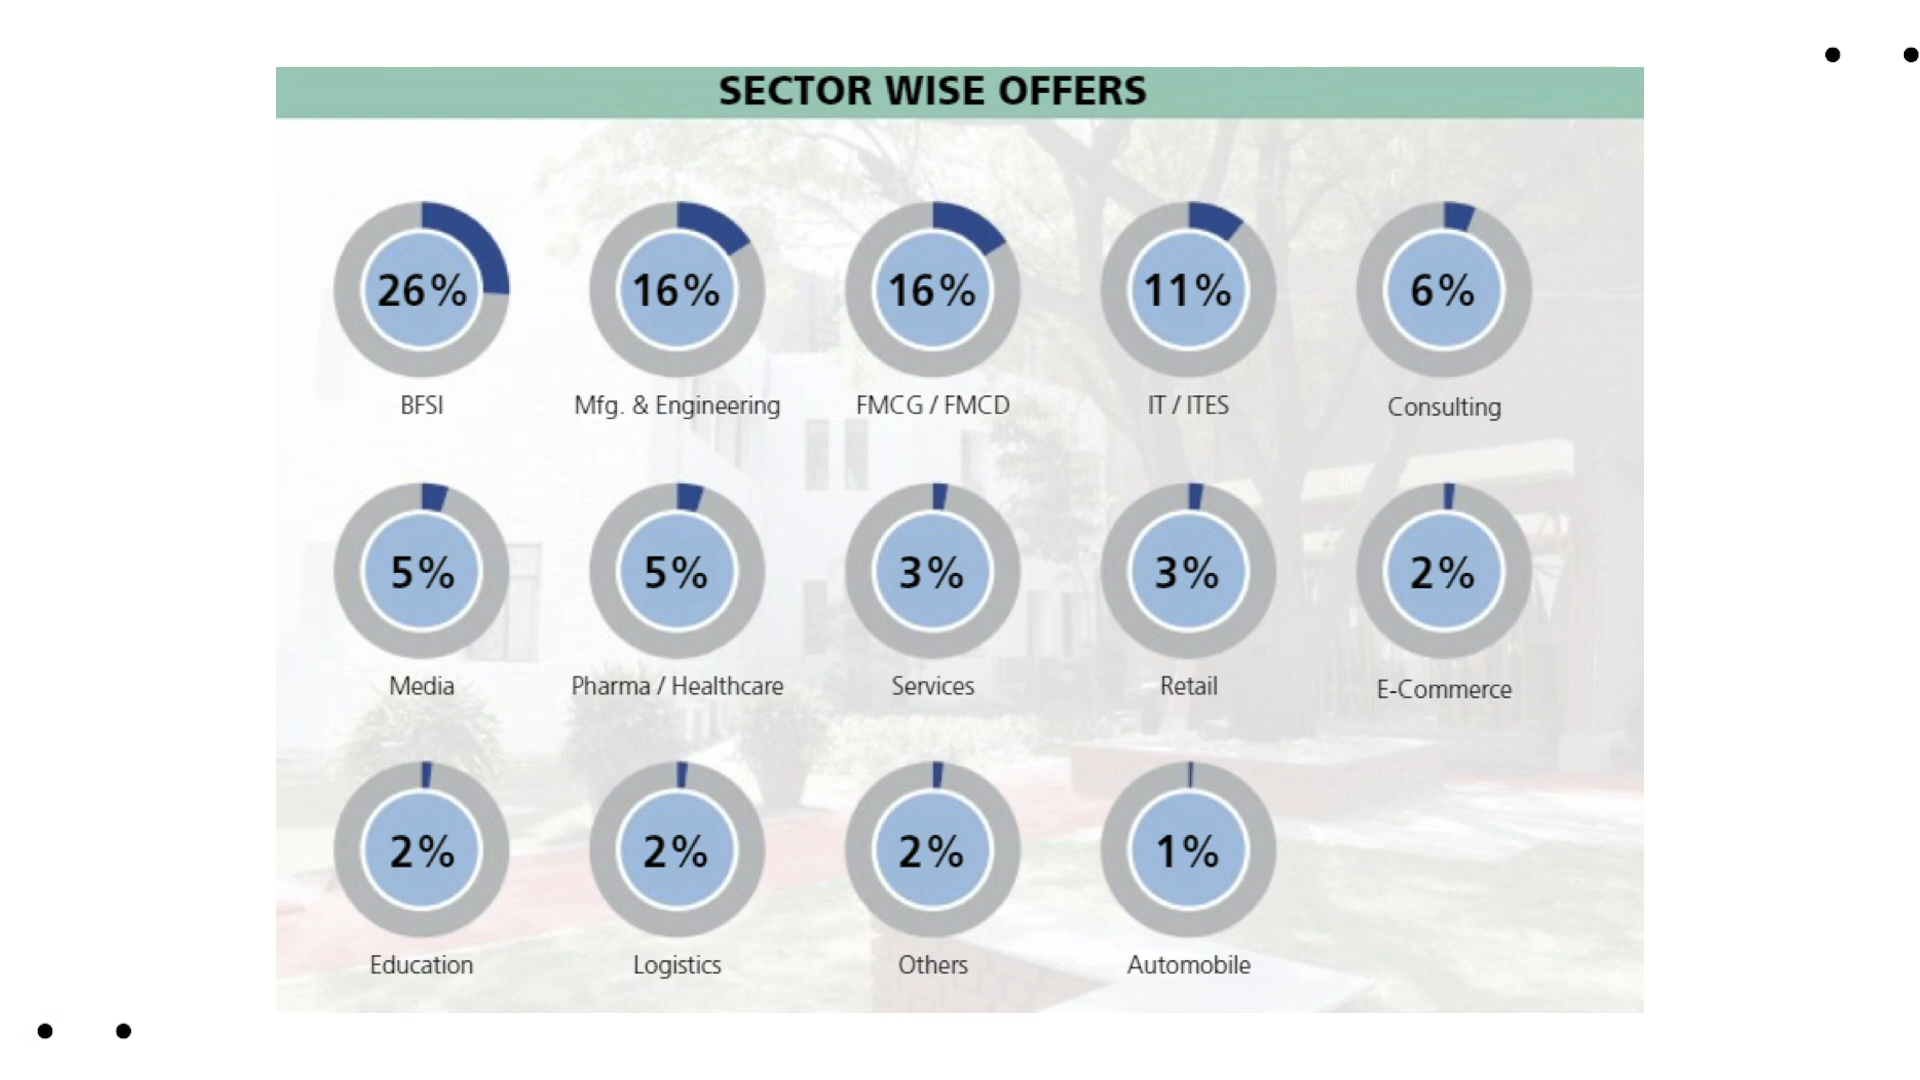 SECTOR WISE OFFERS
26% 16% 16% 11% 6%
BFSI Mfg. & Engineering FMCG / FMCD IT / ITES Consulting
5% 5% 3% 3% 2%
Media Pharma / Healthcare Services Retail E-Commerce
2% 2% 2% 1%
Education Logistics Others Automobile